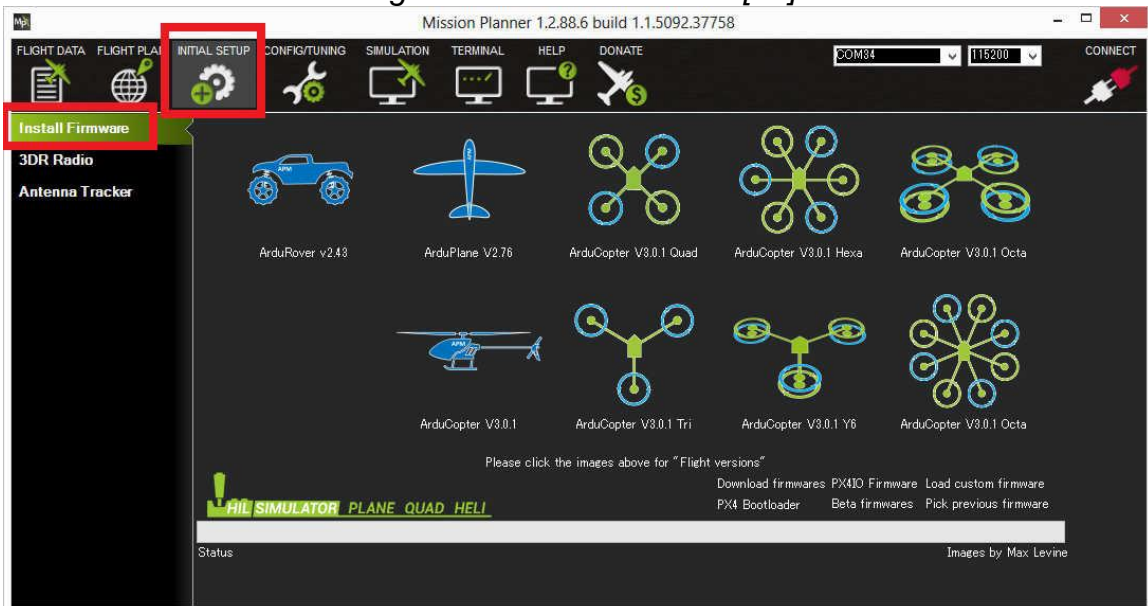 Mission Planner 1.2.88.6 build 1.1.5092.37758
FLIGHT DATA FLIGHT PLA INITIAL SETUP CONFIG/TUNING SIMULATION TERMINAL HELP DONATE COM34 115200 CONNECT
Install Firmware
3DR Radio
Antenna Tracker
APM
ArduRover v2.43 ArduPlane V2.76 ArduCopter V3.0.1 Quad ArduCopter V3.0.1 Hexa ArduCopter V3.0.1 Octa
APM
ArduCopter V3.0.1 ArduCopter V3.0.1 Tri ArduCopter V3.0.1 Y6 ArduCopter V3.0.1 Octa
Please click the images above for "Flight versions"
Download firmwares PX4IO Firmware Load custom firmware
HIL SIMULATOR PLANE QUAD HELI PX4 Bootloader Beta firmwares Pick previous firmware
Status Images by Max Levine